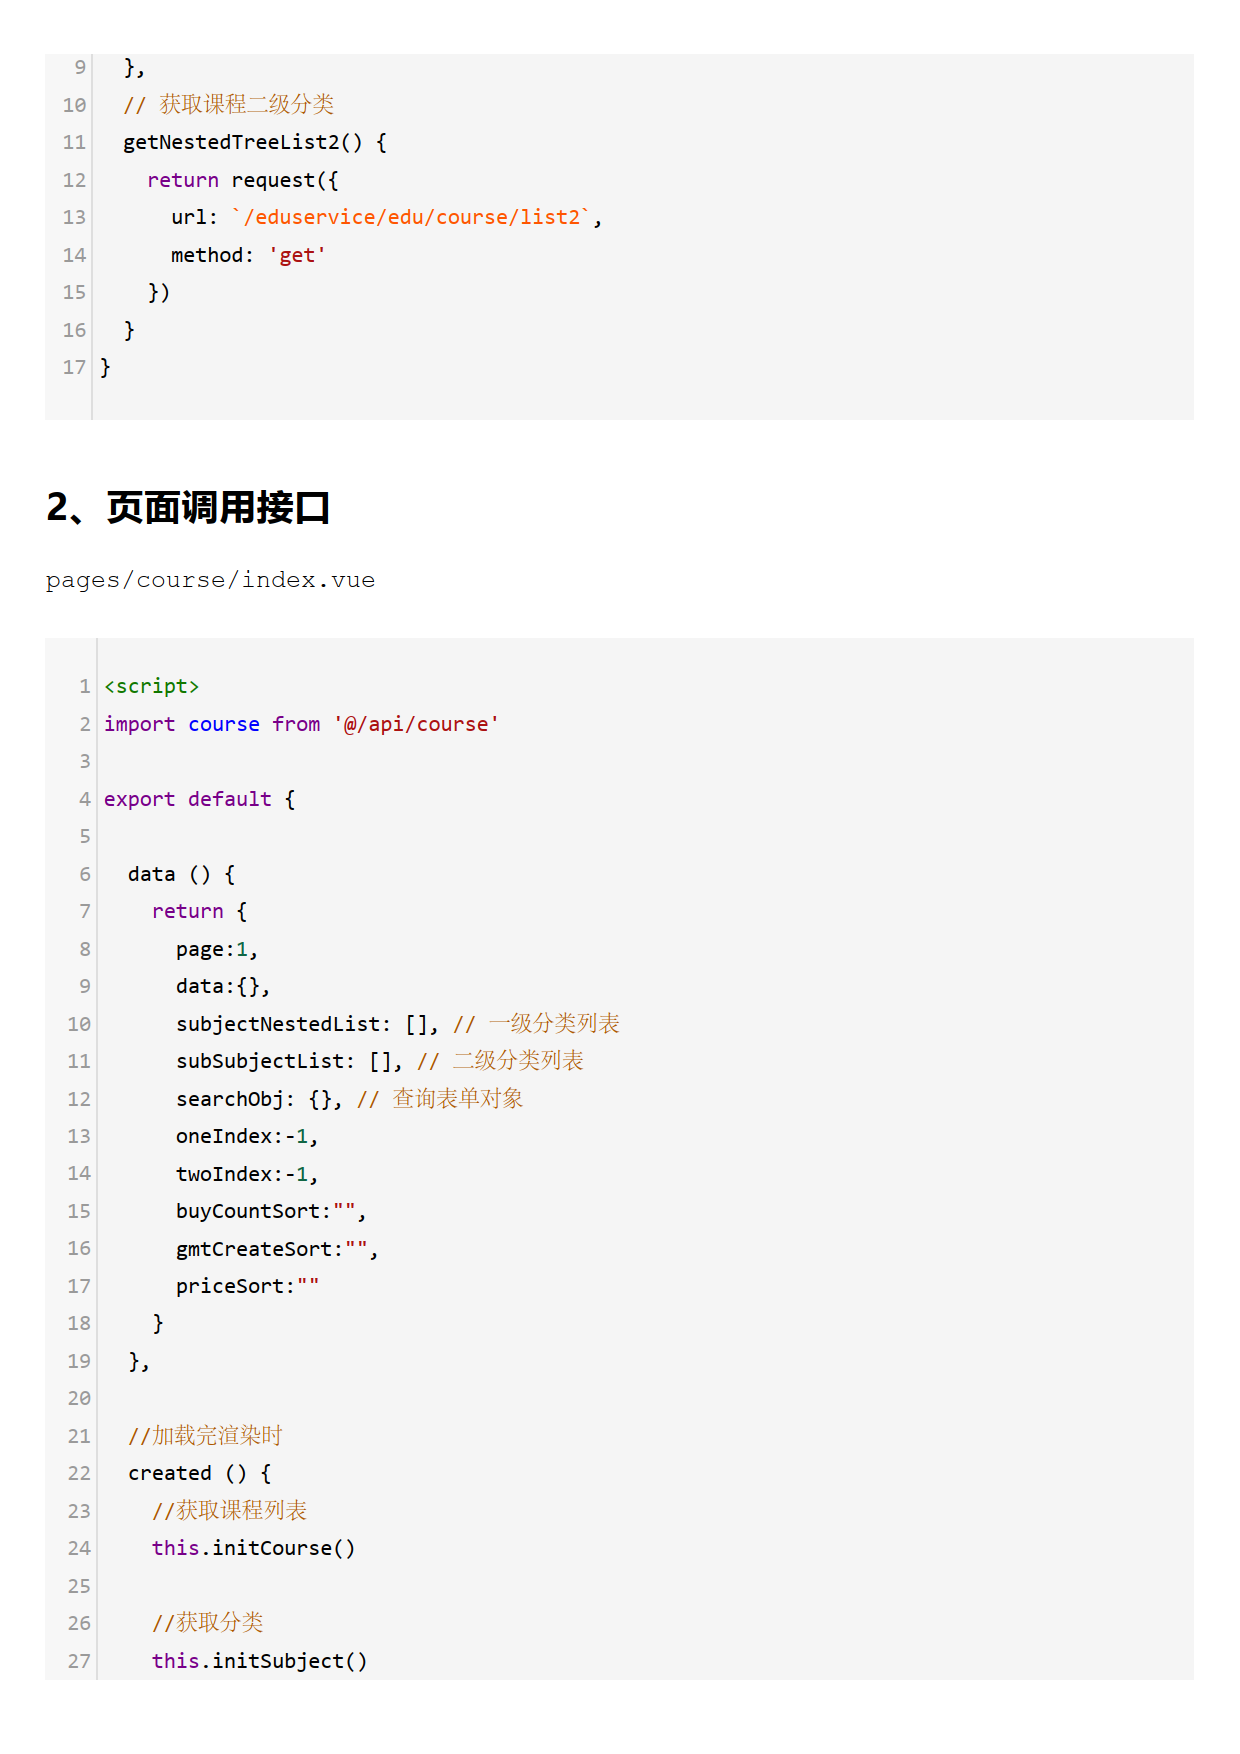 9 },
10 // 获取课程二级分类
11 getNestedTreeList2() {
12 return request({
13 url: `/eduservice/edu/course/list2`,
14 method: 'get'
15 })
16 }
17 }
2、页面调用接口
pages/course/index.vue
1 <script>
2 import course from '@/api/course'
3
4 export default {
5
6 data () {
7 return {
8 page:1,
9 data:{},
10 subjectNestedList: [], // 一级分类列表
11 subSubjectList: [], // 二级分类列表
12 searchObj: {}, // 查询表单对象
13 oneIndex:-1,
14 twoIndex:-1,
15 buyCountSort:"",
16 gmtCreateSort:"",
17 priceSort:""
18 }
19 },
20
21 //加载完渲染时
22 created () {
23 //获取课程列表
24 this.initCourse()
25
26 //获取分类
27 this.initSubject()